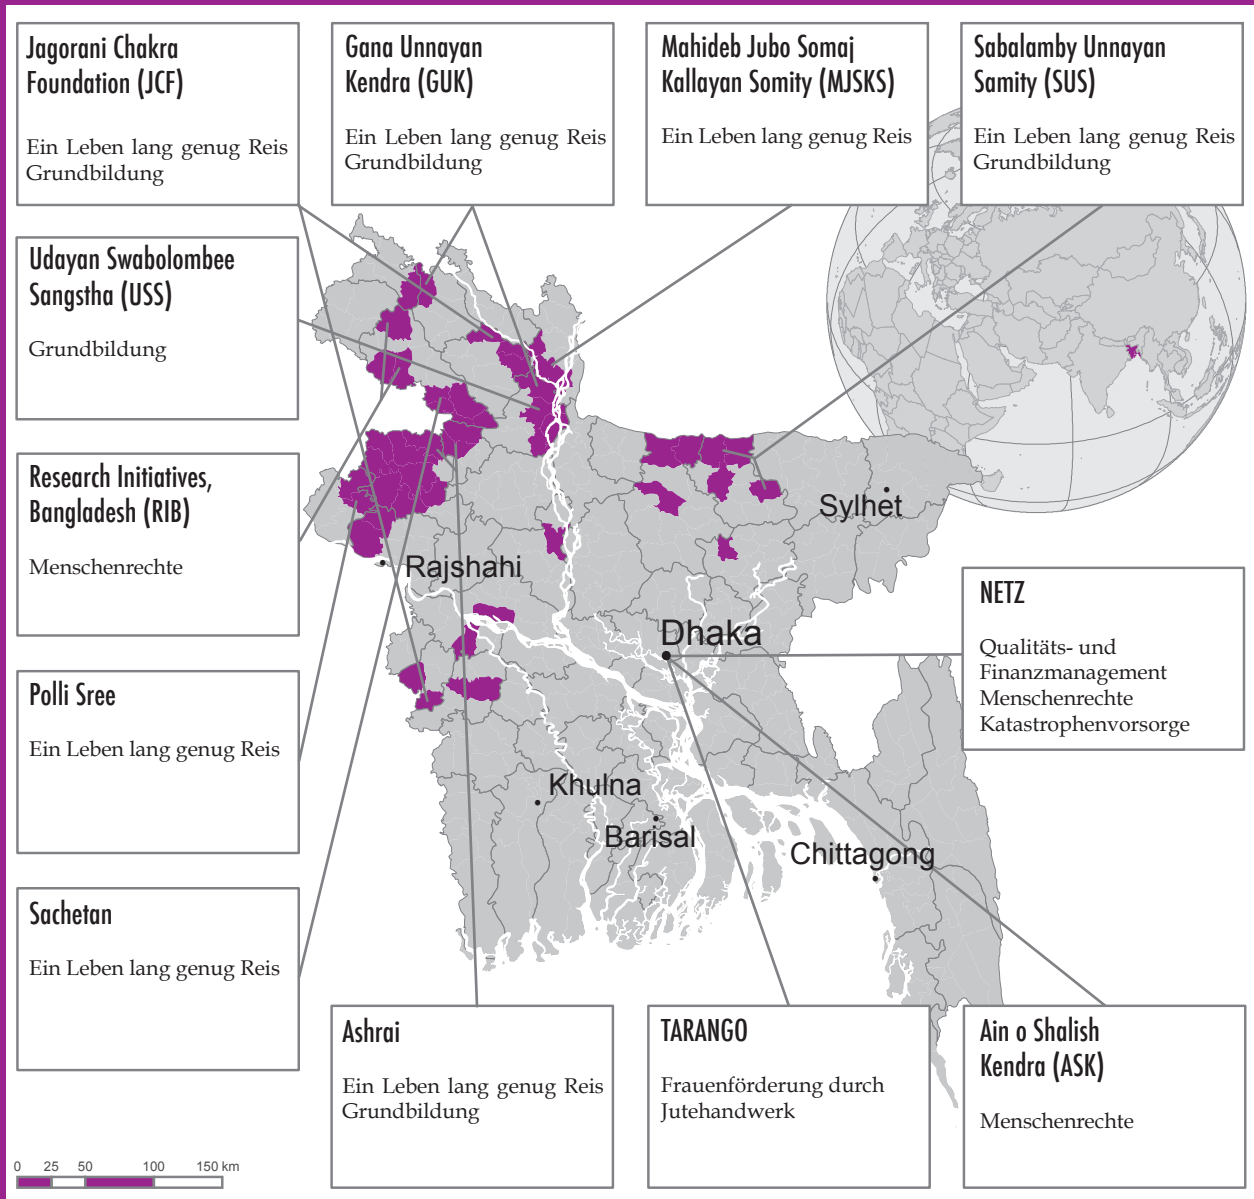 Jagorani Chakra
Foundation (JCF)
Ein Leben lang genug Reis
Grundbildung
Gana Unnayan
Kendra (GUK)
Ein Leben lang genug Reis
Grundbildung
Mahideb Jubo Somaj
Kallayan Somity (MJSKS)
Ein Leben lang genug Reis
Sabalamby Unnayan
Samity (SUS)
Ein Leben lang genug Reis
Grundbildung
Udayan Swabolombee
Sangstha (USS)
Grundbildung
Research Initiatives,
Bangladesh (RIB)
Menschenrechte
Polli Sree
Ein Leben lang genug Reis
Sachetan
Ein Leben lang genug Reis
Sylhet
Rajshahi
Dhaka
Khulna
Barisal
Chittagong
NETZ
Qualitäts- und
Finanzmanagement
Menschenrechte
Katastrophenvorsorge
Ashrai
Ein Leben lang genug Reis
Grundbildung
TARANGO
Frauenförderung durch
Jutehandwerk
Ain o Shalish
Kendra (ASK)
Menschenrechte
0 25 50 100 150 km